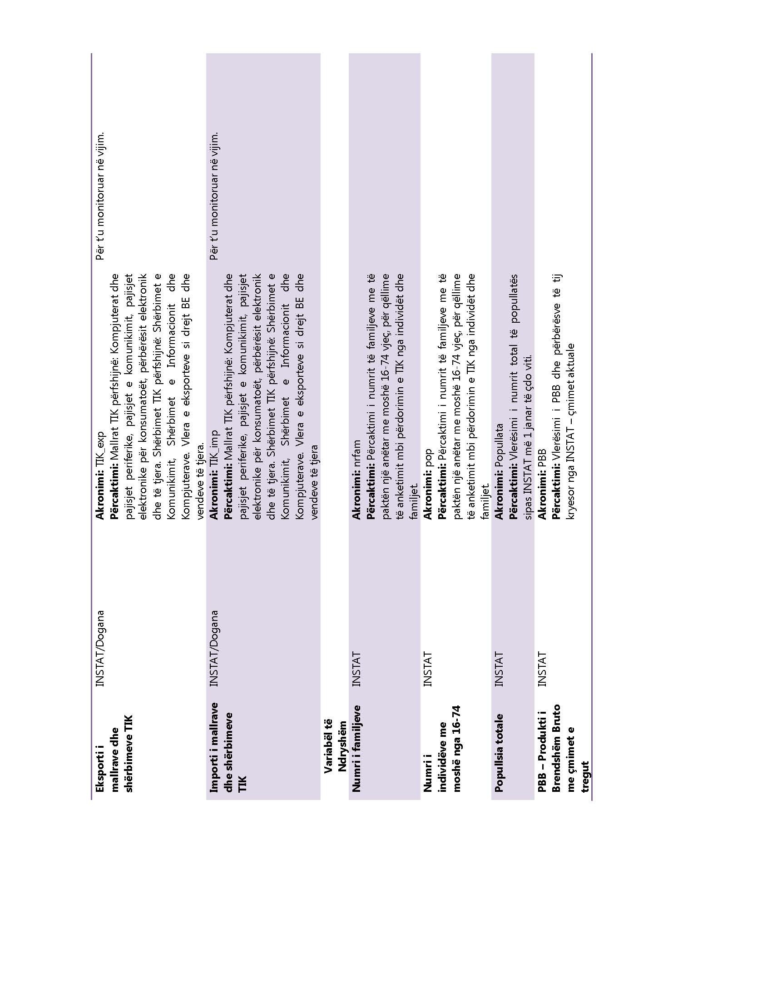 Eksporti i
mallrave dhe
shërbimeve TIK
INSTAT/Dogana
Akronimi: TIK_exp
Përcaktimi: Mallrat TIK përfshijnë: Kompjuterat dhe
pajisjet periferike, pajisjet e komunikimit, pajisjet
elektronike për konsumatoët, përbërësit elektronik
dhe të tjera. Shërbimet TIK përfshijnë: Shërbimet e
Komunikimit, Shërbimet e Informacionit dhe
Kompjuterave. Vlera e eksporteve si drejt BE dhe
vendeve të tjera.
Për t’u monitoruar në vijim.
Importi i mallrave
dhe shërbimeve
TIK
INSTAT/Dogana
Akronimi: TIK_imp
Përcaktimi: Mallrat TIK përfshijnë: Kompjuterat dhe
pajisjet periferike, pajisjet e komunikimit, pajisjet
elektronike për konsumatoët, përbërësit elektronik
dhe të tjera. Shërbimet TIK përfshijnë: Shërbimet e
Komunikimit, Shërbimet e Informacionit dhe
Kompjuterave. Vlera e eksporteve si drejt BE dhe
vendeve të tjera
Për t’u monitoruar në vijim.
Variabël të
Ndryshëm
Numri i familjeve
INSTAT
Akronimi: nrfam
Përcaktimi: Përcaktimi i numrit të familjeve me të
paktën një anëtar me moshë 16-74 vjeç, për qëllime
të anketimit mbi përdorimin e TIK nga individët dhe
familjet.
Numri i
individëve me
moshë nga 16-74
INSTAT
Akronimi: pop
Përcaktimi: Përcaktimi i numrit të familjeve me të
paktën një anëtar me moshë 16-74 vjeç, për qëllime
të anketimit mbi përdorimin e TIK nga individët dhe
familjet.
Popullsia totale
INSTAT
Akronimi: Popullata
Përcaktimi: Vlerësimi i numrit total të popullatës
sipas INSTAT më 1 janar të çdo viti.
PBB – Produkti i
Brendshëm Bruto
me çmimet e
tregut
INSTAT
Akronimi: PBB
Përcaktimi: Vlerësimi i PBB dhe përbërësve të tij
kryesor nga INSTAT – çmimet aktuale